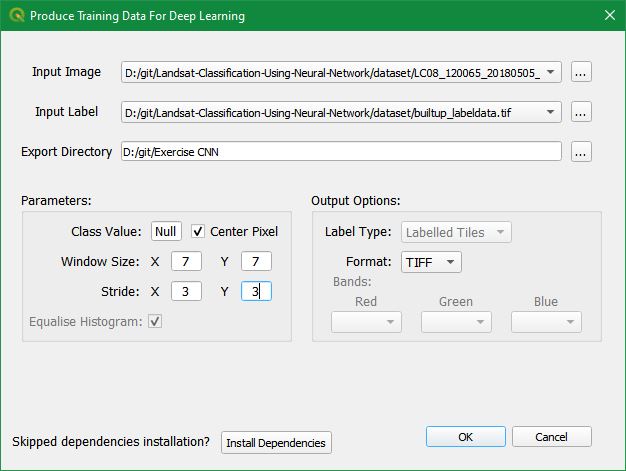 Produce Training Data For Deep Learning
Input Image D:/git/Landsat-Classification-Using-Neural-Network/dataset/LC08_120065_20180505_ ...
Input Label D:/git/Landsat-Classification-Using-Neural-Network/dataset/builtup_labeldata.tif ...
Export Directory D:/git/Exercise CNN ...
Parameters: Output Options:
Class Value: Null Center Pixel Label Type: Labelled Tiles
Window Size: X 7 Y 7 Format: TIFF
Stride: X 3 Y 3 Bands:
Red Green Blue
Equalise Histogram:
Skipped dependencies installation? Install Dependencies OK Cancel